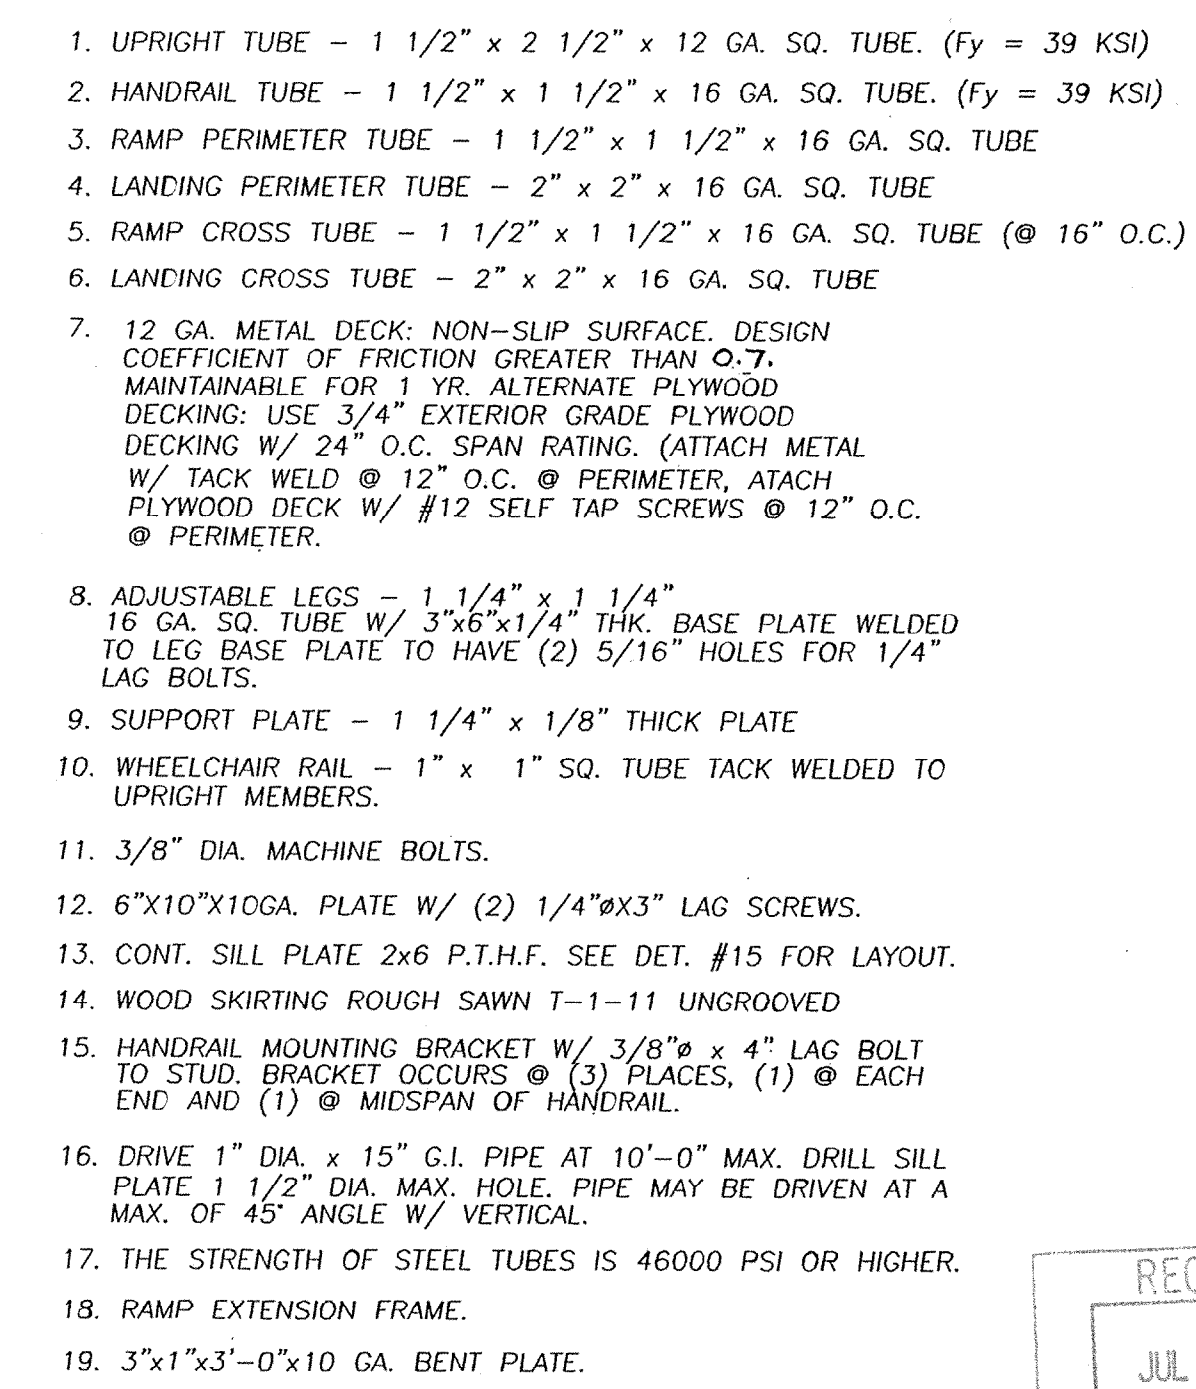 1. UPRIGHT TUBE – 1 1/2" x 2 1/2" x 12 GA. SQ. TUBE. (Fy = 39 KSI)
2. HANDRAIL TUBE – 1 1/2" x 1 1/2" x 16 GA. SQ. TUBE. (Fy = 39 KSI)
3. RAMP PERIMETER TUBE – 1 1/2" x 1 1/2" x 16 GA. SQ. TUBE
4. LANDING PERIMETER TUBE – 2" x 2" x 16 GA. SQ. TUBE
5. RAMP CROSS TUBE – 1 1/2" x 1 1/2" x 16 GA. SQ. TUBE (@ 16" O.C.)
6. LANDING CROSS TUBE – 2" x 2" x 16 GA. SQ. TUBE
7. 12 GA. METAL DECK: NON–SLIP SURFACE. DESIGN
COEFFICIENT OF FRICTION GREATER THAN 0.7.
MAINTAINABLE FOR 1 YR. ALTERNATE PLYWOOD
DECKING: USE 3/4" EXTERIOR GRADE PLYWOOD
DECKING W/ 24" O.C. SPAN RATING. (ATTACH METAL
W/ TACK WELD @ 12" O.C. @ PERIMETER, ATACH
PLYWOOD DECK W/ #12 SELF TAP SCREWS @ 12" O.C.
@ PERIMETER.
8. ADJUSTABLE LEGS – 1 1/4" x 1 1/4"
16 GA. SQ. TUBE W/ 3"x6"x1/4" THK. BASE PLATE WELDED
TO LEG BASE PLATE TO HAVE (2) 5/16" HOLES FOR 1/4"
LAG BOLTS.
9. SUPPORT PLATE – 1 1/4" x 1/8" THICK PLATE
10. WHEELCHAIR RAIL – 1" x 1" SQ. TUBE TACK WELDED TO
UPRIGHT MEMBERS.
11. 3/8" DIA. MACHINE BOLTS.
12. 6"X10"X10GA. PLATE W/ (2) 1/4"øX3" LAG SCREWS.
13. CONT. SILL PLATE 2x6 P.T.H.F. SEE DET. #15 FOR LAYOUT.
14. WOOD SKIRTING ROUGH SAWN T–1–11 UNGROOVED
15. HANDRAIL MOUNTING BRACKET W/ 3/8"ø x 4" LAG BOLT
TO STUD. BRACKET OCCURS @ (3) PLACES, (1) @ EACH
END AND (1) @ MIDSPAN OF HANDRAIL.
16. DRIVE 1" DIA. x 15" G.I. PIPE AT 10'–0" MAX. DRILL SILL
PLATE 1 1/2" DIA. MAX. HOLE. PIPE MAY BE DRIVEN AT A
MAX. OF 45° ANGLE W/ VERTICAL.
17. THE STRENGTH OF STEEL TUBES IS 46000 PSI OR HIGHER.
18. RAMP EXTENSION FRAME.
19. 3"x1"x3'–0"x10 GA. BENT PLATE.
JUL